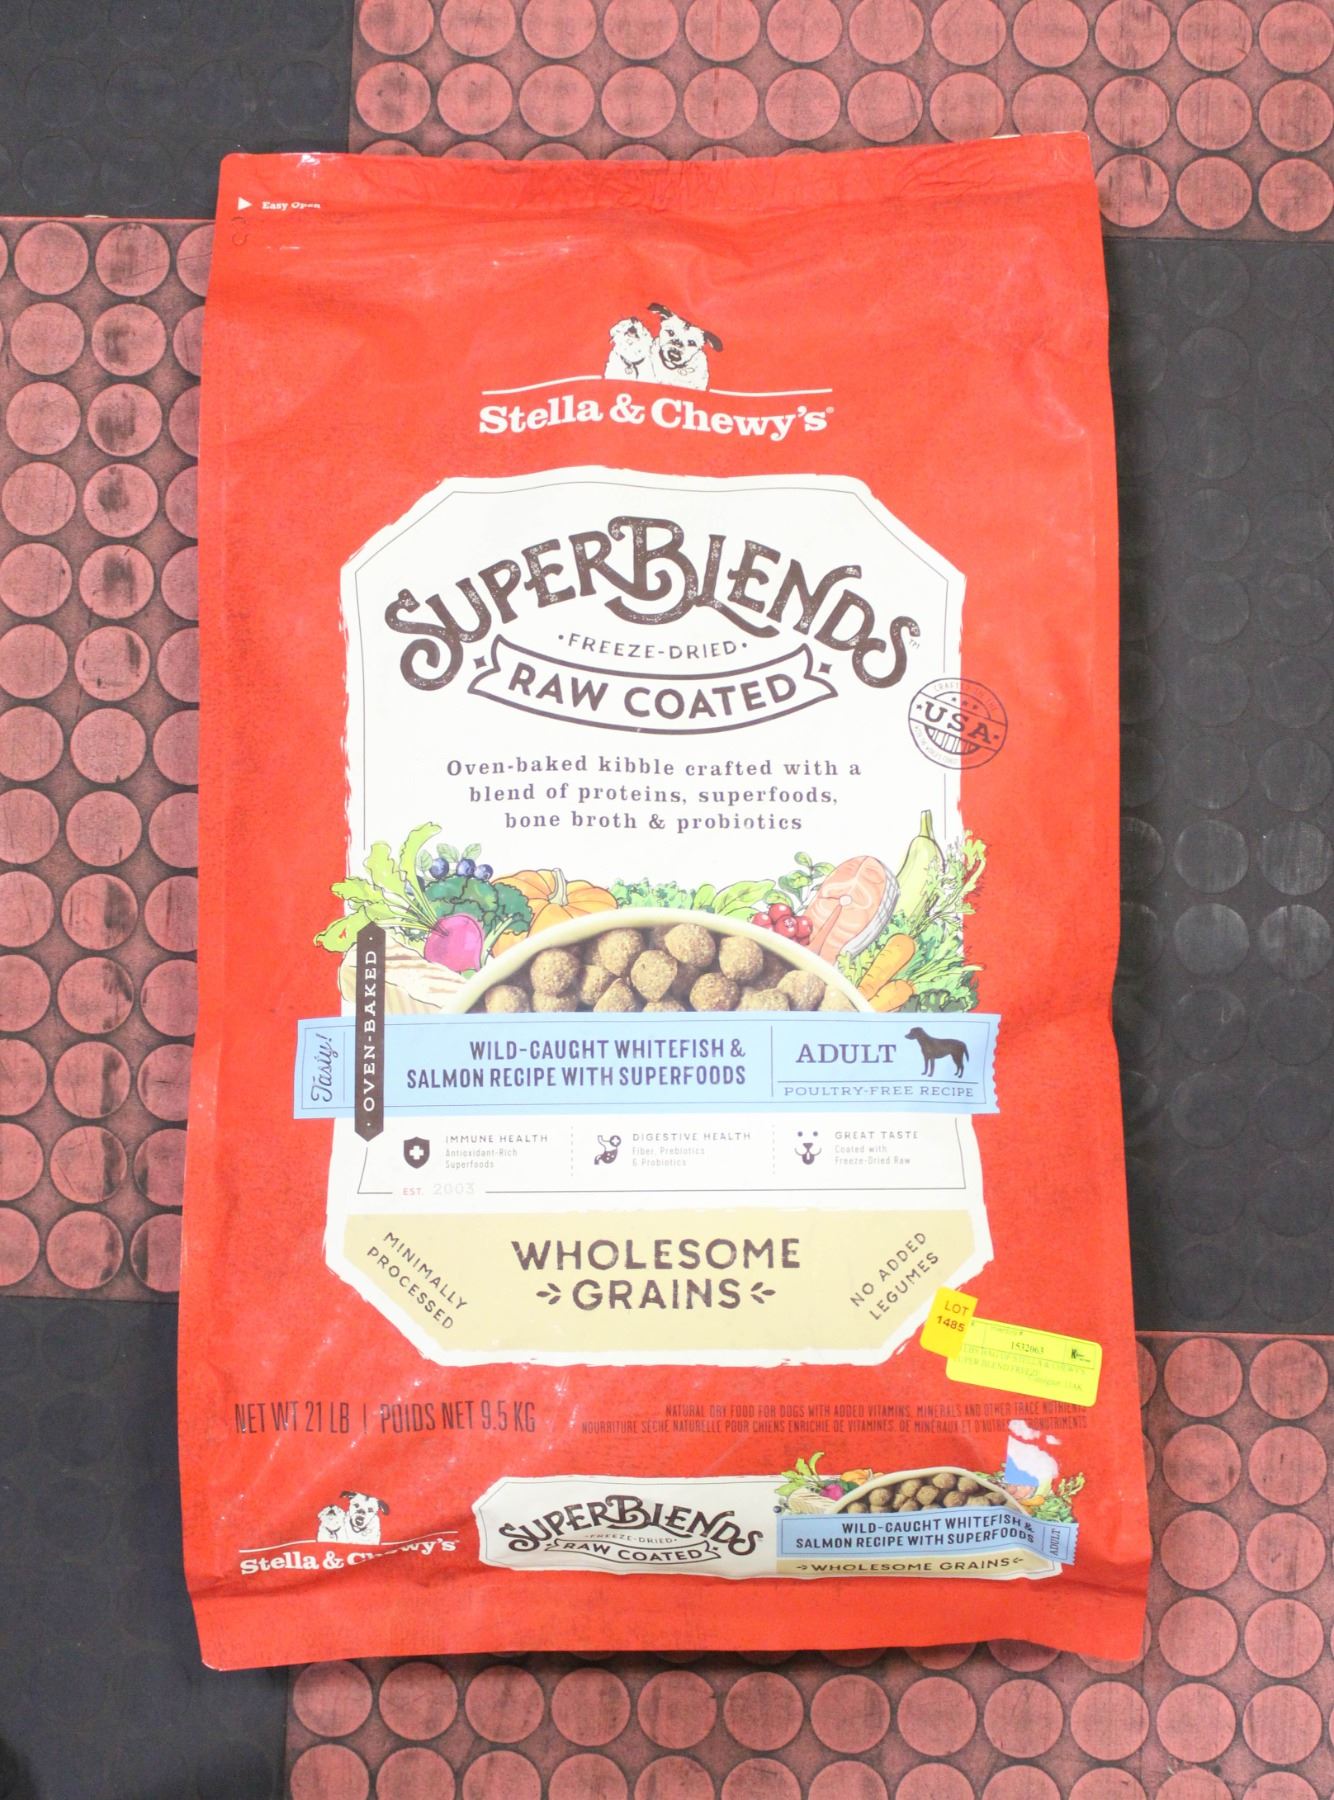 Easy Open
Stella & Chewy's®
SUPERBLENDS™
•FREEZE-DRIED•
RAW COATED
CRAFTED IN THE
USA
Oven-baked kibble crafted with a
blend of proteins, superfoods,
bone broth & probiotics
OVEN-BAKED
Tasty!
WILD-CAUGHT WHITEFISH &
SALMON RECIPE WITH SUPERFOODS
ADULT
POULTRY-FREE RECIPE
IMMUNE HEALTH
Antioxidant-Rich
Superfoods
DIGESTIVE HEALTH
Fiber, Prebiotics
& Probiotics
GREAT TASTE
Coated with
Freeze-Dried Raw
EST. 2003
MINIMALLY
PROCESSED
WHOLESOME
GRAINS
NO ADDED
LEGUMES
LOT
1485
1532063
NET WT 21 LB | POIDS NET 9.5 KG
NATURAL DRY FOOD FOR DOGS WITH ADDED VITAMINS, MINERALS AND OTHER TRACE
NOURRITURE SÈCHE NATURELLE POUR CHIENS ENRICHIE DE VITAMINES, DE MINÉRAUX ET
Stella & Chewy's®
SUPERBLENDS
FREEZE-DRIED
RAW COATED
WILD-CAUGHT WHITEFISH &
SALMON RECIPE WITH SUPERFOODS
ADULT
WHOLESOME GRAINS